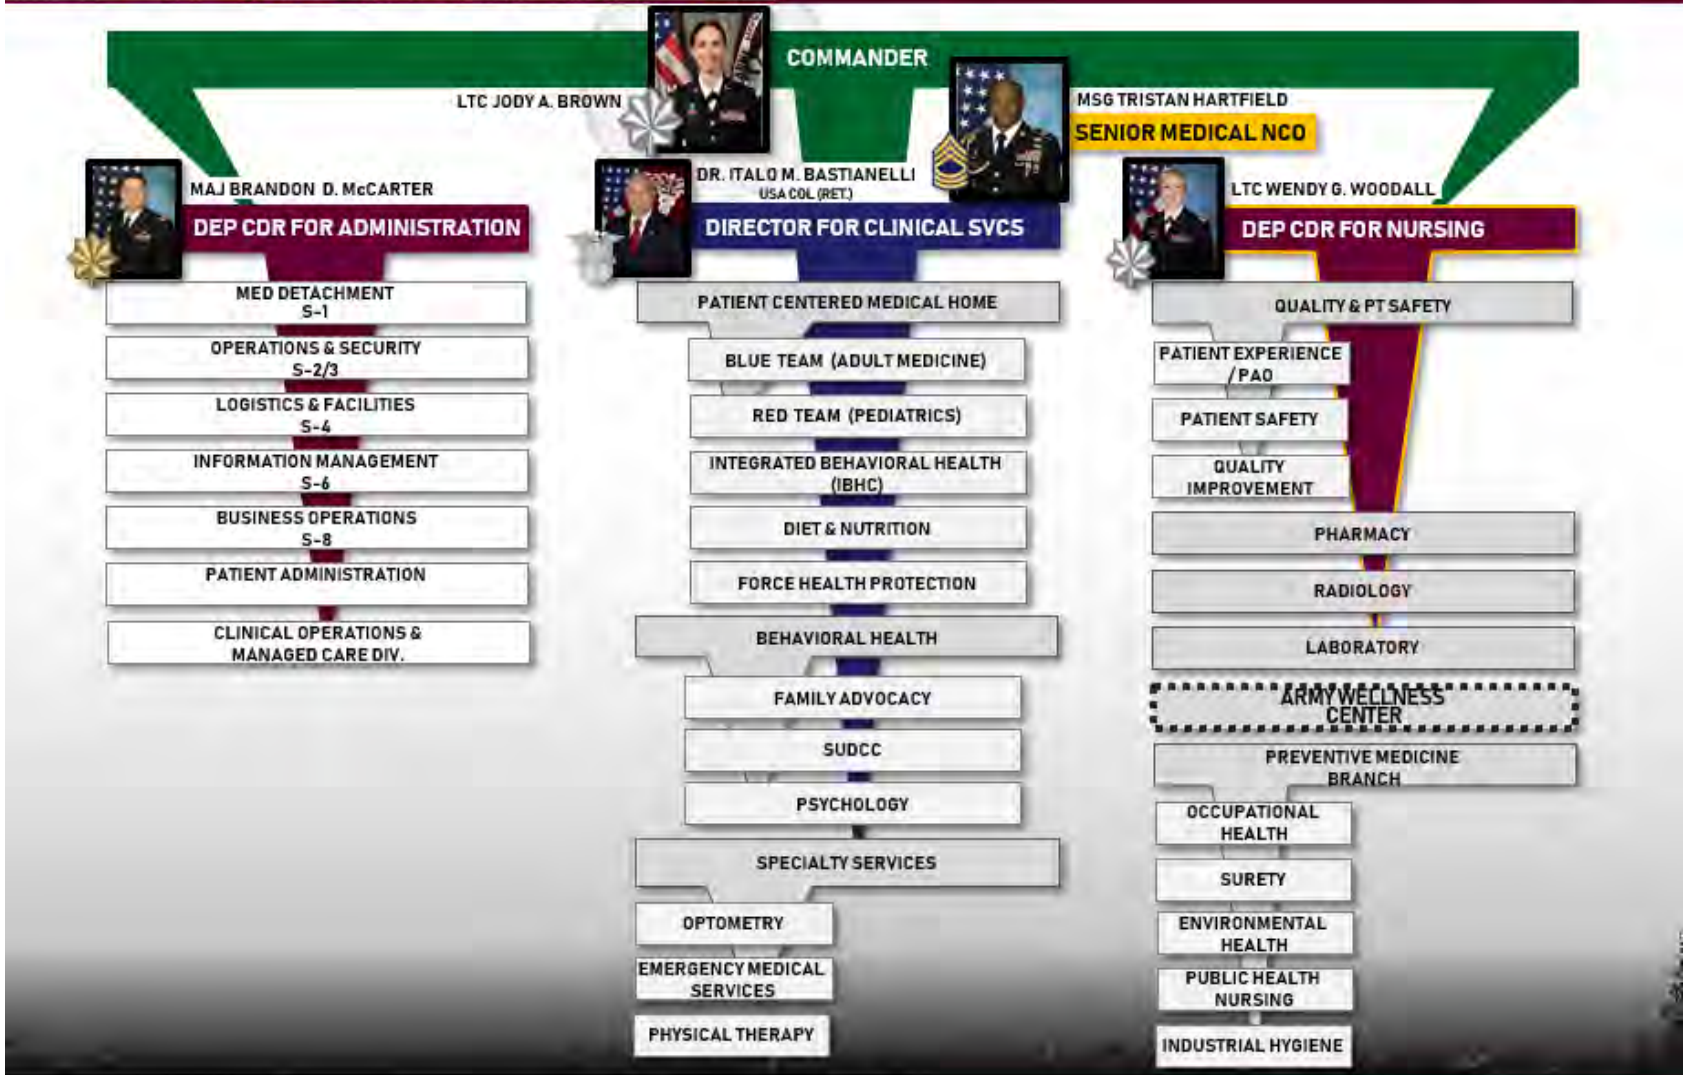 COMMANDER
LTC JODY A. BROWN
MSG TRISTAN HARTFIELD
SENIOR MEDICAL NCO
MAJ BRANDON D. McCARTER
DEP CDR FOR ADMINISTRATION
MED DETACHMENT
S-1
OPERATIONS & SECURITY
S-2/3
LOGISTICS & FACILITIES
S-4
INFORMATION MANAGEMENT
S-6
BUSINESS OPERATIONS
S-8
PATIENT ADMINISTRATION
CLINICAL OPERATIONS &
MANAGED CARE DIV.
DR. ITALO M. BASTIANELLI
USA COL (RET.)
DIRECTOR FOR CLINICAL SVCS
PATIENT CENTERED MEDICAL HOME
BLUE TEAM (ADULT MEDICINE)
RED TEAM (PEDIATRICS)
INTEGRATED BEHAVIORAL HEALTH
(IBHC)
DIET & NUTRITION
FORCE HEALTH PROTECTION
BEHAVIORAL HEALTH
FAMILY ADVOCACY
SUDCC
PSYCHOLOGY
SPECIALTY SERVICES
OPTOMETRY
EMERGENCY MEDICAL
SERVICES
PHYSICAL THERAPY
LTC WENDY G. WOODALL
DEP CDR FOR NURSING
QUALITY & PT SAFETY
PATIENT EXPERIENCE
/ PAO
PATIENT SAFETY
QUALITY
IMPROVEMENT
PHARMACY
RADIOLOGY
LABORATORY
ARMY WELLNESS
CENTER
PREVENTIVE MEDICINE
BRANCH
OCCUPATIONAL
HEALTH
SURETY
ENVIRONMENTAL
HEALTH
PUBLIC HEALTH
NURSING
INDUSTRIAL HYGIENE